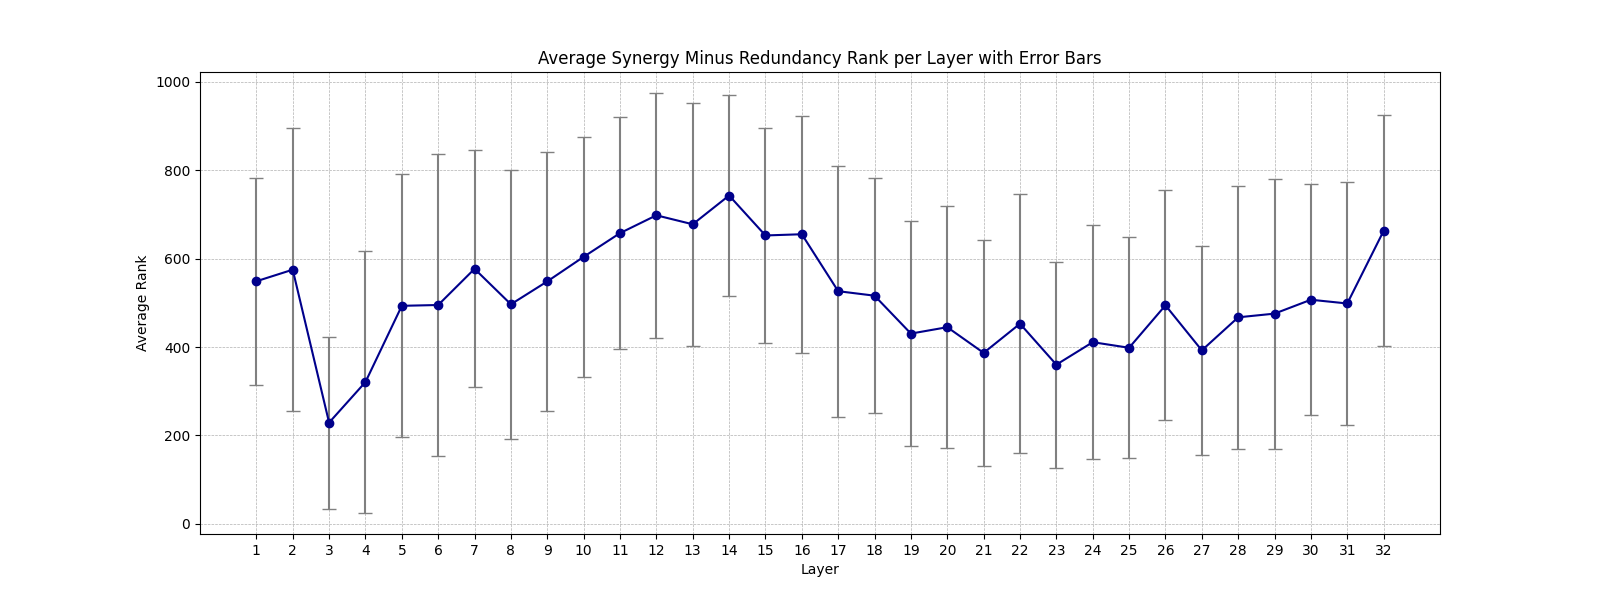 Average Synergy Minus Redundancy Rank per Layer with Error Bars
1000
800
600
400
200
0
Average Rank
1 2 3 4 5 6 7 8 9 10 11 12 13 14 15 16 17 18 19 20 21 22 23 24 25 26 27 28 29 30 31 32
Layer